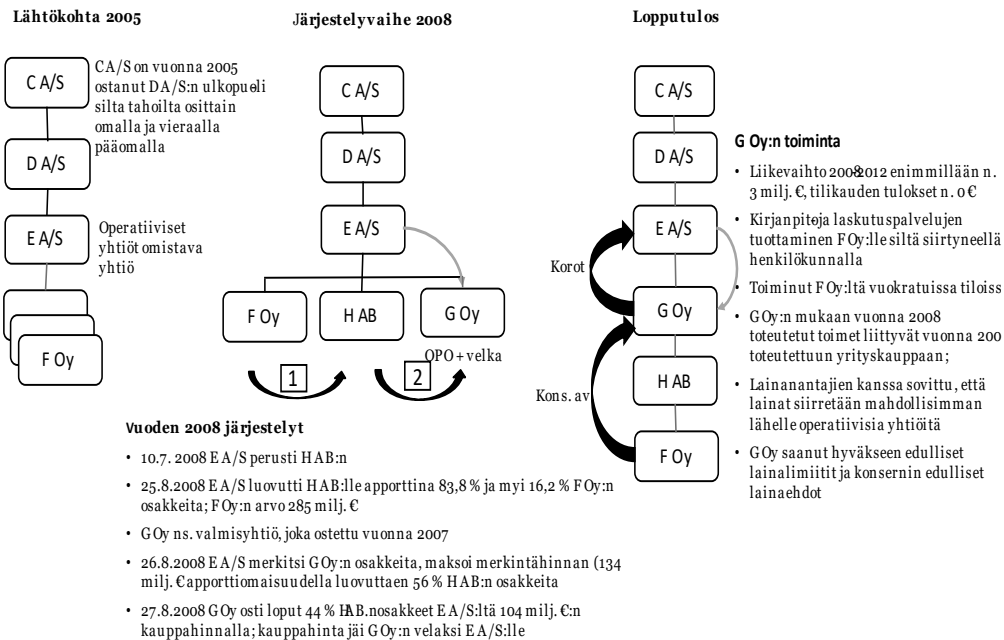 Lähtökohta 2005
Järjestelyvaihe 2008
Lopputulos
C A/S
D A/S
E A/S
F Oy
C A/S on vuonna 2005
ostanut D A/S:n ulkopuoli
silta tahoilta osittain
omalla ja vieraalla
pääomalla
Operatiiviset
yhtiöt omistava
yhtiö
C A/S
D A/S
E A/S
F Oy
H AB
G Oy
OPO + velka
1
2
C A/S
D A/S
E A/S
Korot
G Oy
H AB
Kons. av
F Oy
G Oy:n toiminta
• Liikevaihto 2008-2012 enimmillään n.
3 milj. €, tilikauden tulokset n. 0 €
• Kirjanpito- ja laskutuspalvelujen
tuottaminen F Oy:lle siltä siirtyneellä
henkilökunnalla
• Toiminut F Oy:ltä vuokratuissa tiloiss
• G Oy:n mukaan vuonna 2008
toteutetut toimet liittyvät vuonna 200
toteutettuun yrityskauppaan;
• Lainanantajien kanssa sovittu, että
lainat siirretään mahdollisimman
lähelle operatiivisia yhtiöitä
• G Oy saanut hyväkseen edulliset
lainalimiitit ja konsernin edulliset
lainaehdot
Vuoden 2008 järjestelyt
• 10.7. 2008 E A/S perusti H AB:n
• 25.8.2008 E A/S luovutti H AB:lle apporttina 83,8 % ja myi 16,2 % F Oy:n
osakkeita; F Oy:n arvo 285 milj. €
• G Oy ns. valmisyhtiö, joka ostettu vuonna 2007
• 26.8.2008 E A/S merkitsi G Oy:n osakkeita, maksoi merkintähinnan (134
milj. € apporttiomaisuudella luovuttaen 56 % H AB:n osakkeita
• 27.8.2008 G Oy osti loput 44 % H AB.n osakkeet E A/S:ltä 104 milj. €:n
kauppahinnalla; kauppahinta jäi G Oy:n velaksi E A/S:lle